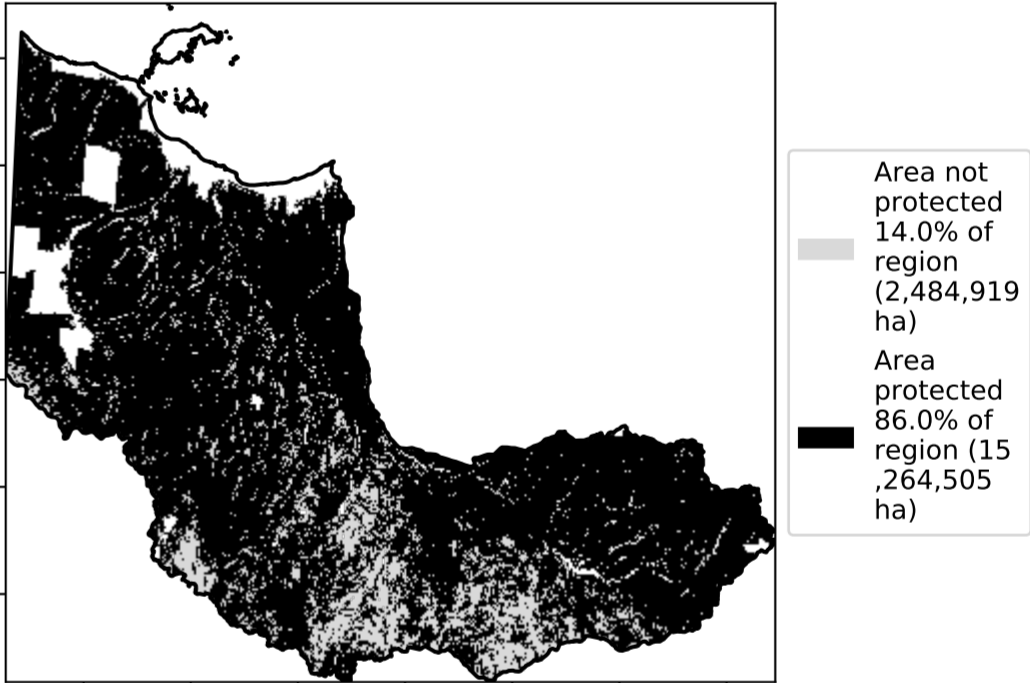 Area not
protected
14.0% of
region
(2,484,919
ha)
Area
protected
86.0% of
region (15
,264,505
ha)